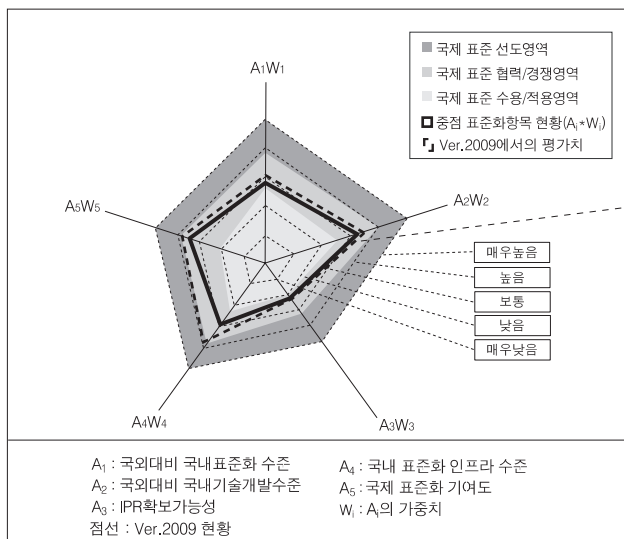 국제 표준 선도영역
국제 표준 협력/경쟁영역
국제 표준 수용/적용영역
중점 표준화항목 현황(Ai*Wi)
Ver.2009에서의 평가치
A1W1
A2W2
A5W5
매우높음
높음
보통
낮음
매우낮음
A4W4
A3W3
A1 : 국외대비 국내표준화 수준
A2 : 국외대비 국내기술개발수준
A3 : IPR확보가능성
점선 : Ver.2009 현황
A4 : 국내 표준화 인프라 수준
A5 : 국제 표준화 기여도
Wi : Ai의 가중치